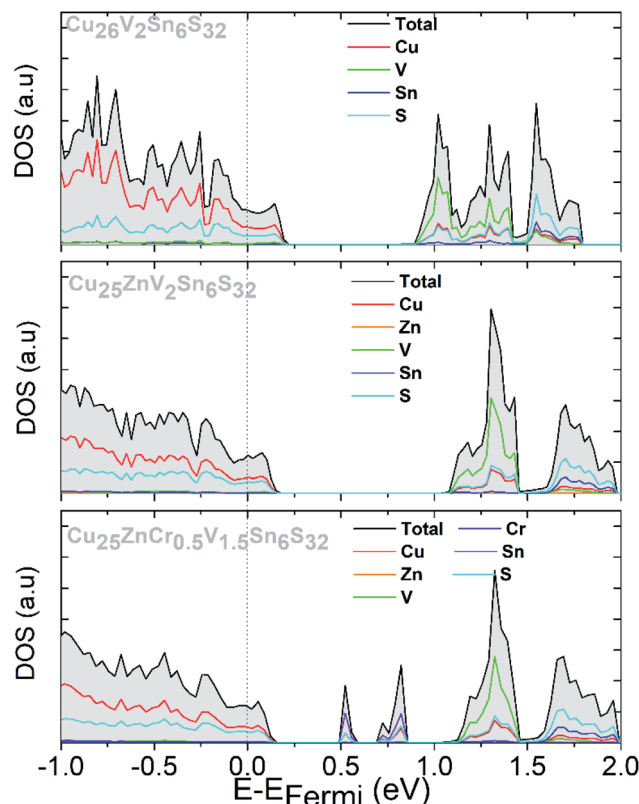 Cu26V2Sn6S32
Total
Cu
V
Sn
S
DOS (a.u)
Cu25ZnV2Sn6S32
Total
Cu
Zn
V
Sn
S
DOS (a.u)
Cu25ZnCr0.5V1.5Sn6S32
Total Cr
Cu Sn
Zn S
V
DOS (a.u)
-1.0 -0.5 0.0 0.5 1.0 1.5 2.0
E-EFermi (eV)